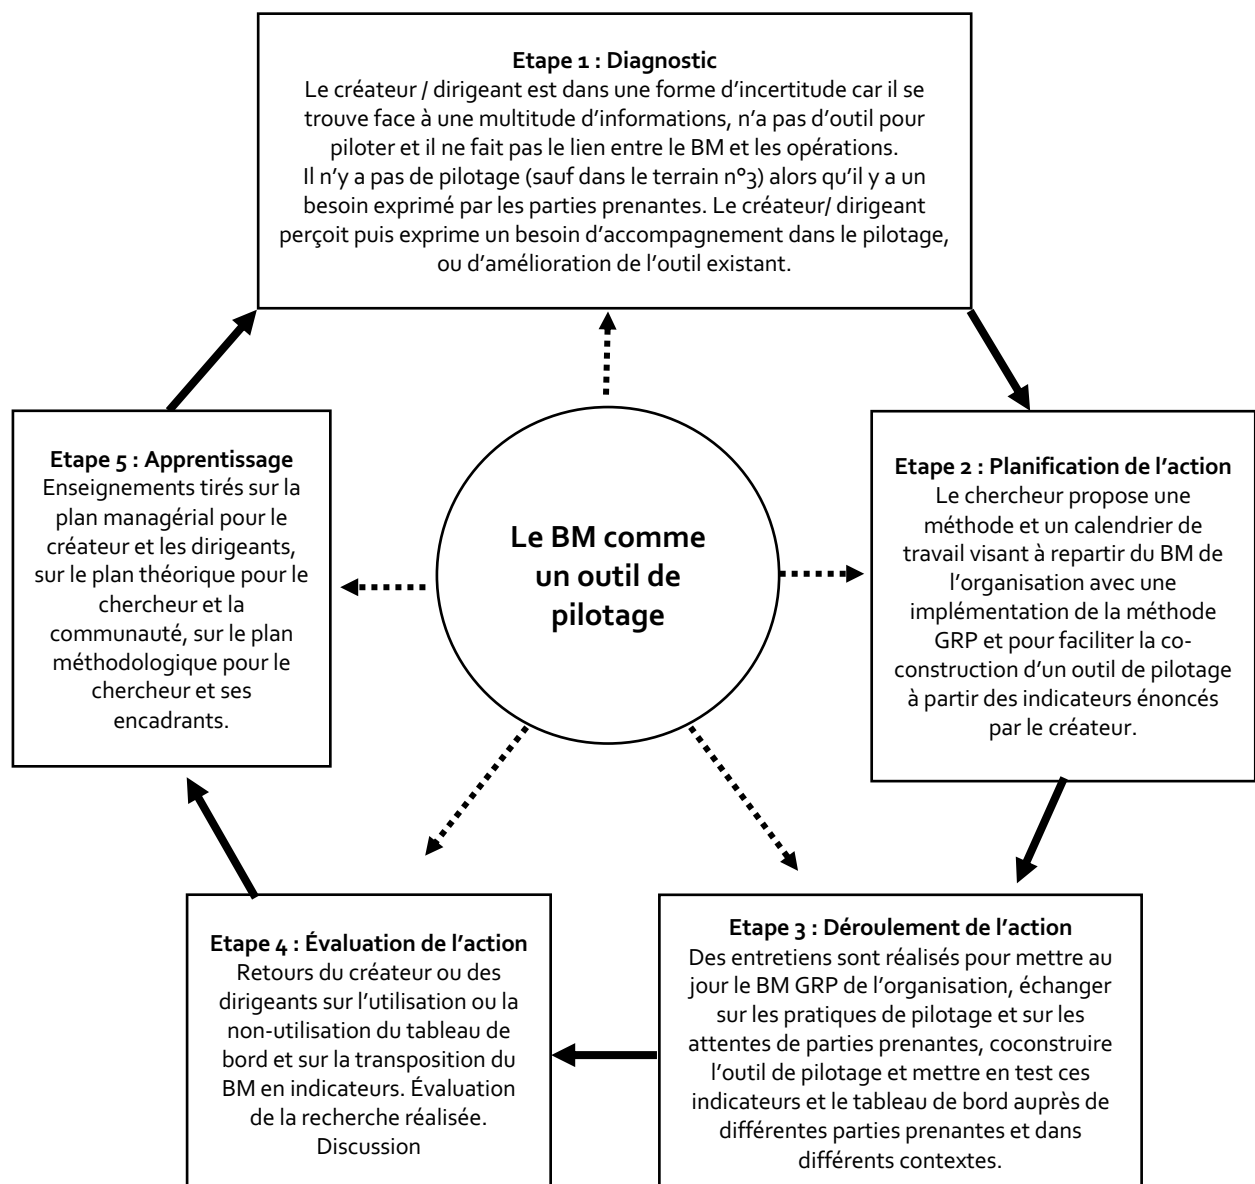 Etape 1 : Diagnostic
Le créateur / dirigeant est dans une forme d'incertitude car il se
trouve face à une multitude d'informations, n'a pas d'outil pour
piloter et il ne fait pas le lien entre le BM et les opérations.
Il n'y a pas de pilotage (sauf dans le terrain n°3) alors qu'il y a un
besoin exprimé par les parties prenantes. Le créateur/ dirigeant
perçoit puis exprime un besoin d'accompagnement dans le pilotage,
ou d'amélioration de l'outil existant.
Etape 5 : Apprentissage
Enseignements tirés sur la
plan managérial pour le
créateur et les dirigeants,
sur le plan théorique pour le
chercheur et la
communauté, sur le plan
méthodologique pour le
chercheur et ses
encadrants.
Le BM comme
un outil de
pilotage
Etape 2 : Planification de l'action
Le chercheur propose une
méthode et un calendrier de
travail visant à repartir du BM de
l'organisation avec une
implémentation de la méthode
GRP et pour faciliter la co-
construction d'un outil de pilotage
à partir des indicateurs énoncés
par le créateur.
Etape 4 : Évaluation de l'action
Retours du créateur ou des
dirigeants sur l'utilisation ou la
non-utilisation du tableau de
bord et sur la transposition du
BM en indicateurs. Évaluation
de la recherche réalisée.
Discussion
Etape 3 : Déroulement de l'action
Des entretiens sont réalisés pour mettre au
jour le BM GRP de l'organisation, échanger
sur les pratiques de pilotage et sur les
attentes de parties prenantes, coconstruire
l'outil de pilotage et mettre en test ces
indicateurs et le tableau de bord auprès de
différentes parties prenantes et dans
différents contextes.